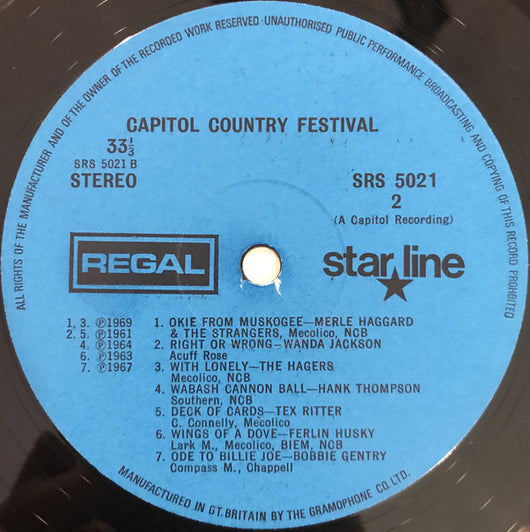 ALL RIGHTS OF THE MANUFACTURER AND OF THE OWNER OF THE RECORDED WORK RESERVED · UNAUTHORISED PUBLIC PERFORMANCE BROADCASTING AND COPYING OF THIS RECORD PROHIBITED
CAPITOL COUNTRY FESTIVAL
33⅓
SRS 5021 B
STEREO
SRS 5021
2
(A Capitol Recording)
REGAL
star line
1, 3. ℗1969
2. 5. ℗1961
4. ℗1964
6. ℗1963
7. ℗1967
1. OKIE FROM MUSKOGEE—MERLE HAGGARD
& THE STRANGERS, Mecolico, NCB
2. RIGHT OR WRONG—WANDA JACKSON
Acuff Rose
3. WITH LONELY—THE HAGERS
Mecolico, NCB
4. WABASH CANNON BALL—HANK THOMPSON
Southern, NCB
5. DECK OF CARDS—TEX RITTER
C. Connelly, Mecolico
6. WINGS OF A DOVE—FERLIN HUSKY
Lark M., Mecolico, BIEM, NCB
7. ODE TO BILLIE JOE—BOBBIE GENTRY
Compass M., Chappell
MANUFACTURED IN GT. BRITAIN BY THE GRAMOPHONE CO. LTD.